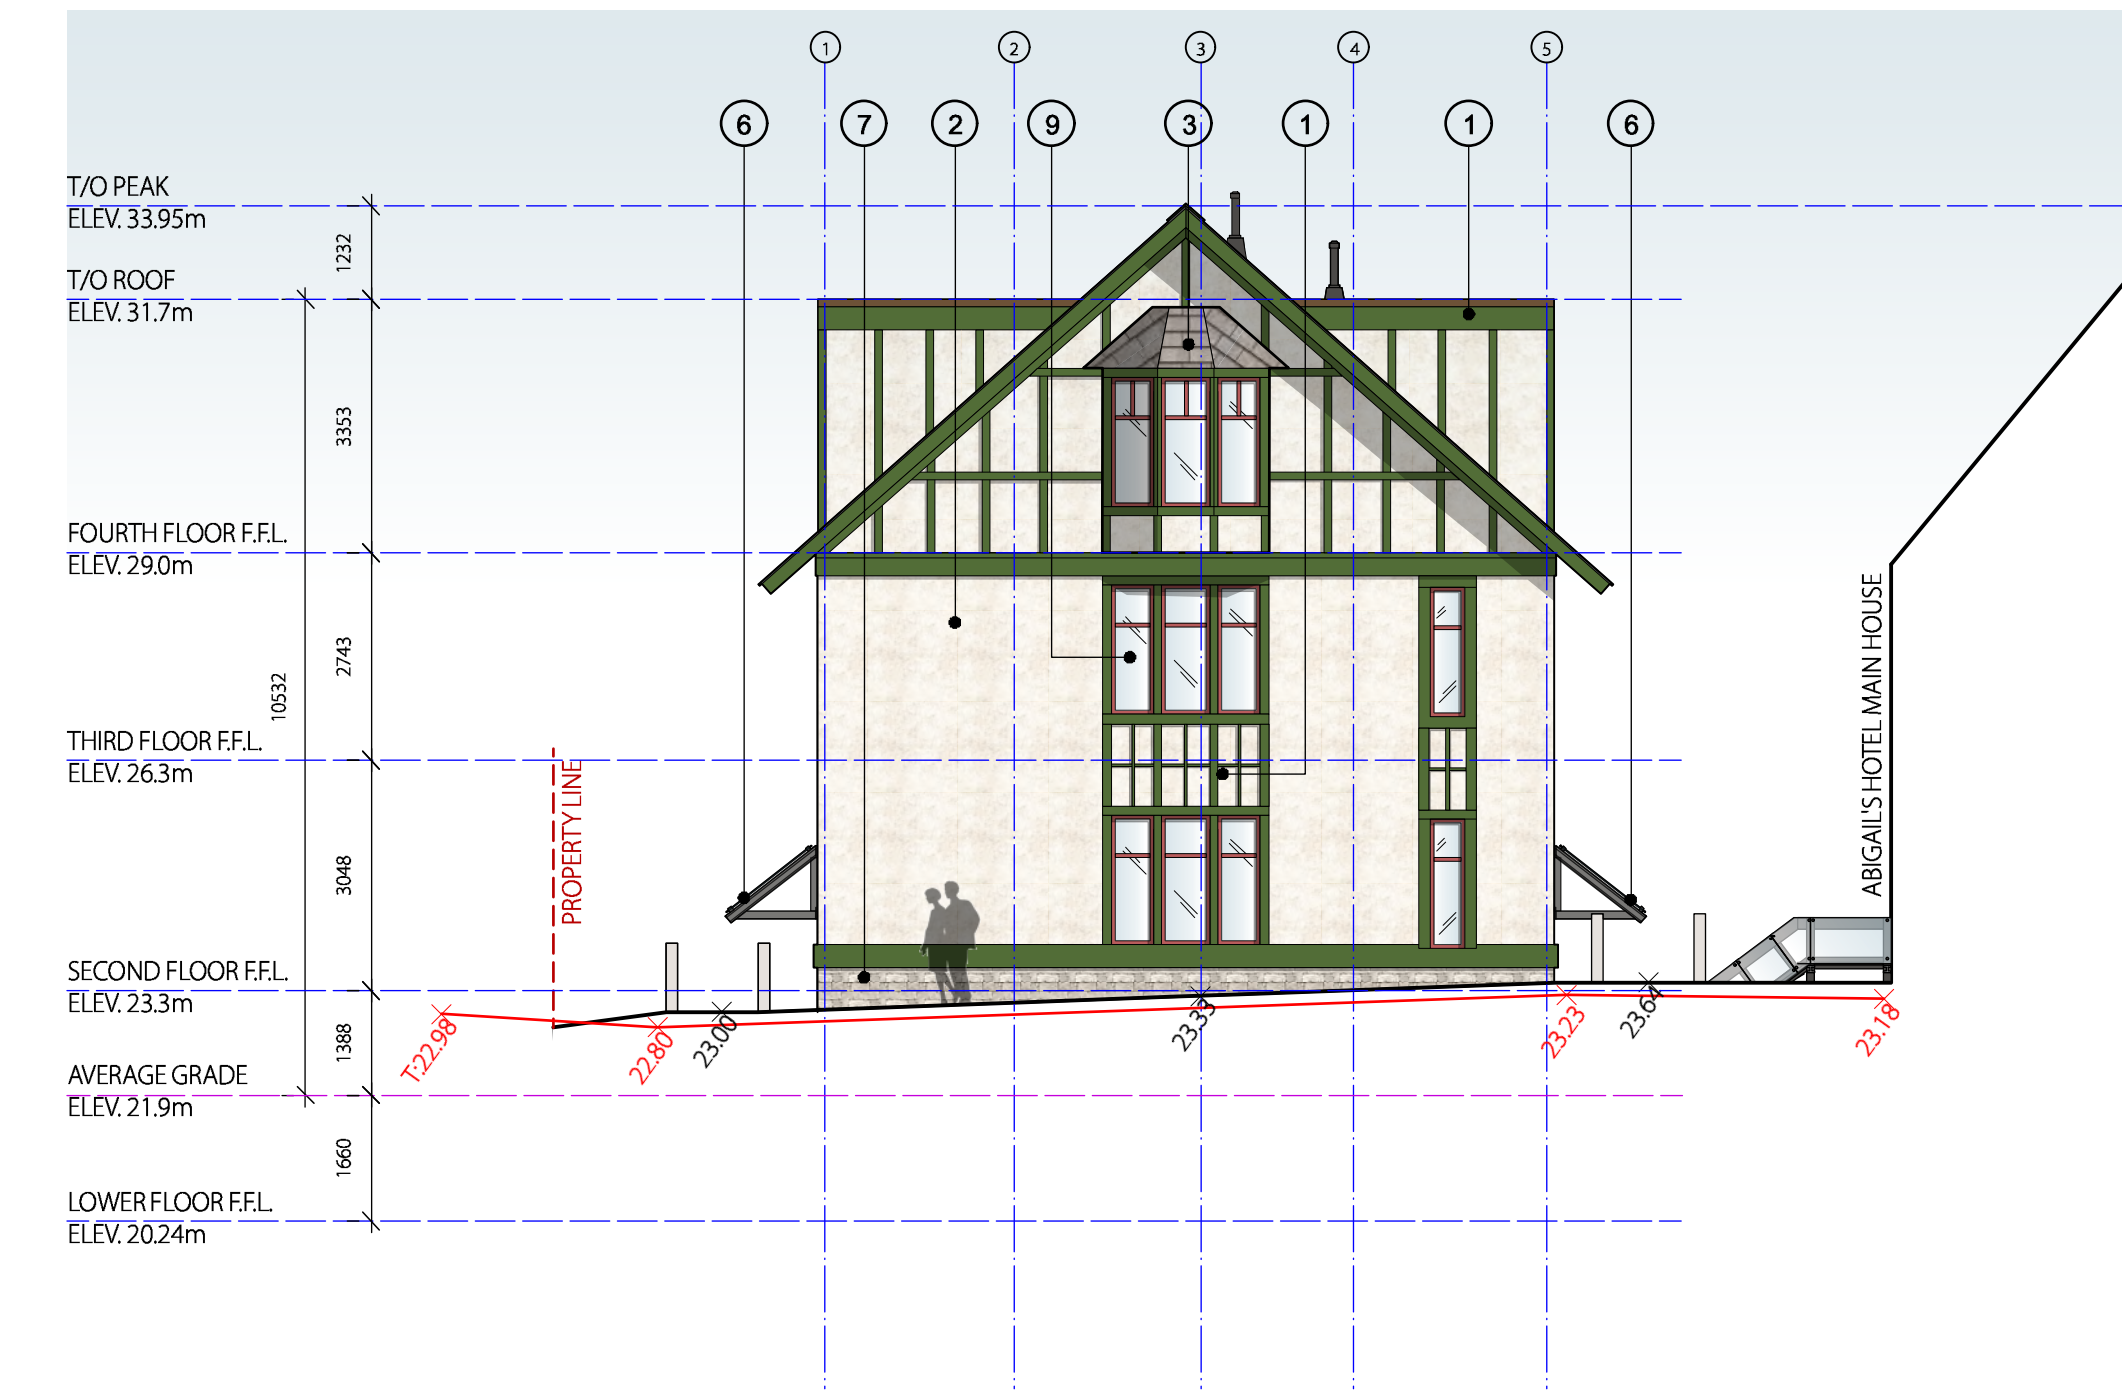 1
2
3
4
5
6
7
2
9
3
1
1
6
T/O PEAK
ELEV. 33.95m
1232
T/O ROOF
ELEV. 31.7m
3353
FOURTH FLOOR F.F.L.
ELEV. 29.0m
2743
10532
THIRD FLOOR F.F.L.
ELEV. 26.3m
PROPERTY LINE
ABIGAIL'S HOTEL MAIN HOUSE
3048
SECOND FLOOR F.F.L.
ELEV. 23.3m
T:22.98
22.80
23.00
23.33
23.23
23.64
23.18
1388
AVERAGE GRADE
ELEV. 21.9m
1660
LOWER FLOOR F.F.L.
ELEV. 20.24m